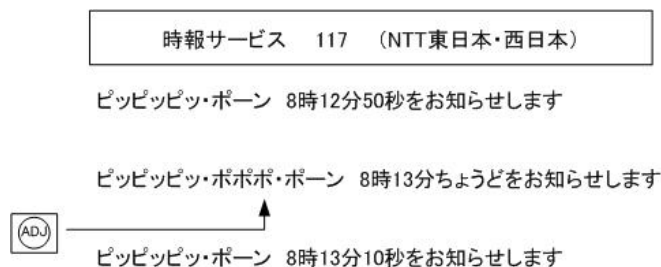 時報サービス 117 （NTT東日本・西日本）
ピッピッピッ・ポーン 8時12分50秒をお知らせします
ピッピッピッ・ポポポ・ポーン 8時13分ちょうどをお知らせします
ADJ
ピッピッピッ・ポーン 8時13分10秒をお知らせします